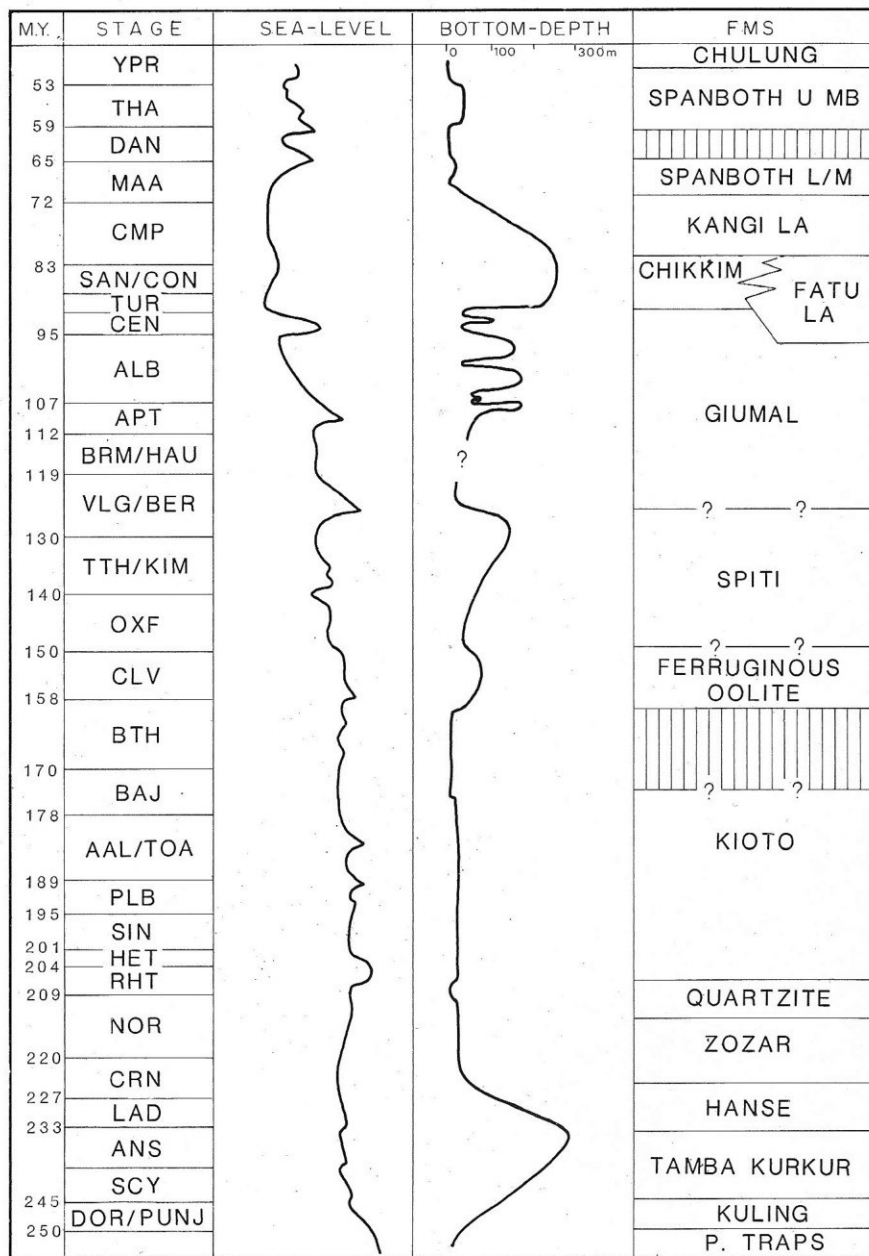 M.Y. STAGE SEA-LEVEL BOTTOM-DEPTH FMS
0 100 300m
YPR CHULUNG
53
THA SPANBOTH U MB
59
DAN
65
MAA SPANBOTH L/M
72
CMP KANGI LA
83
SAN/CON CHIKKIM
TUR FATU
CEN LA
95
ALB
107
APT GIUMAL
112
BRM/HAU ?
119
VLG/BER ? ?
130
TTH/KIM SPITI
140
OXF
150 ? ?
CLV FERRUGINOUS
OOLITE
158
BTH
170
BAJ ? ?
178
AAL/TOA KIOTO
189
PLB
195
SIN
201
HET
204
RHT
209 QUARTZITE
NOR ZOZAR
220
CRN
227
LAD HANSE
233
ANS TAMBA KURKUR
SCY
245
DOR/PUNJ KULING
250
P. TRAPS